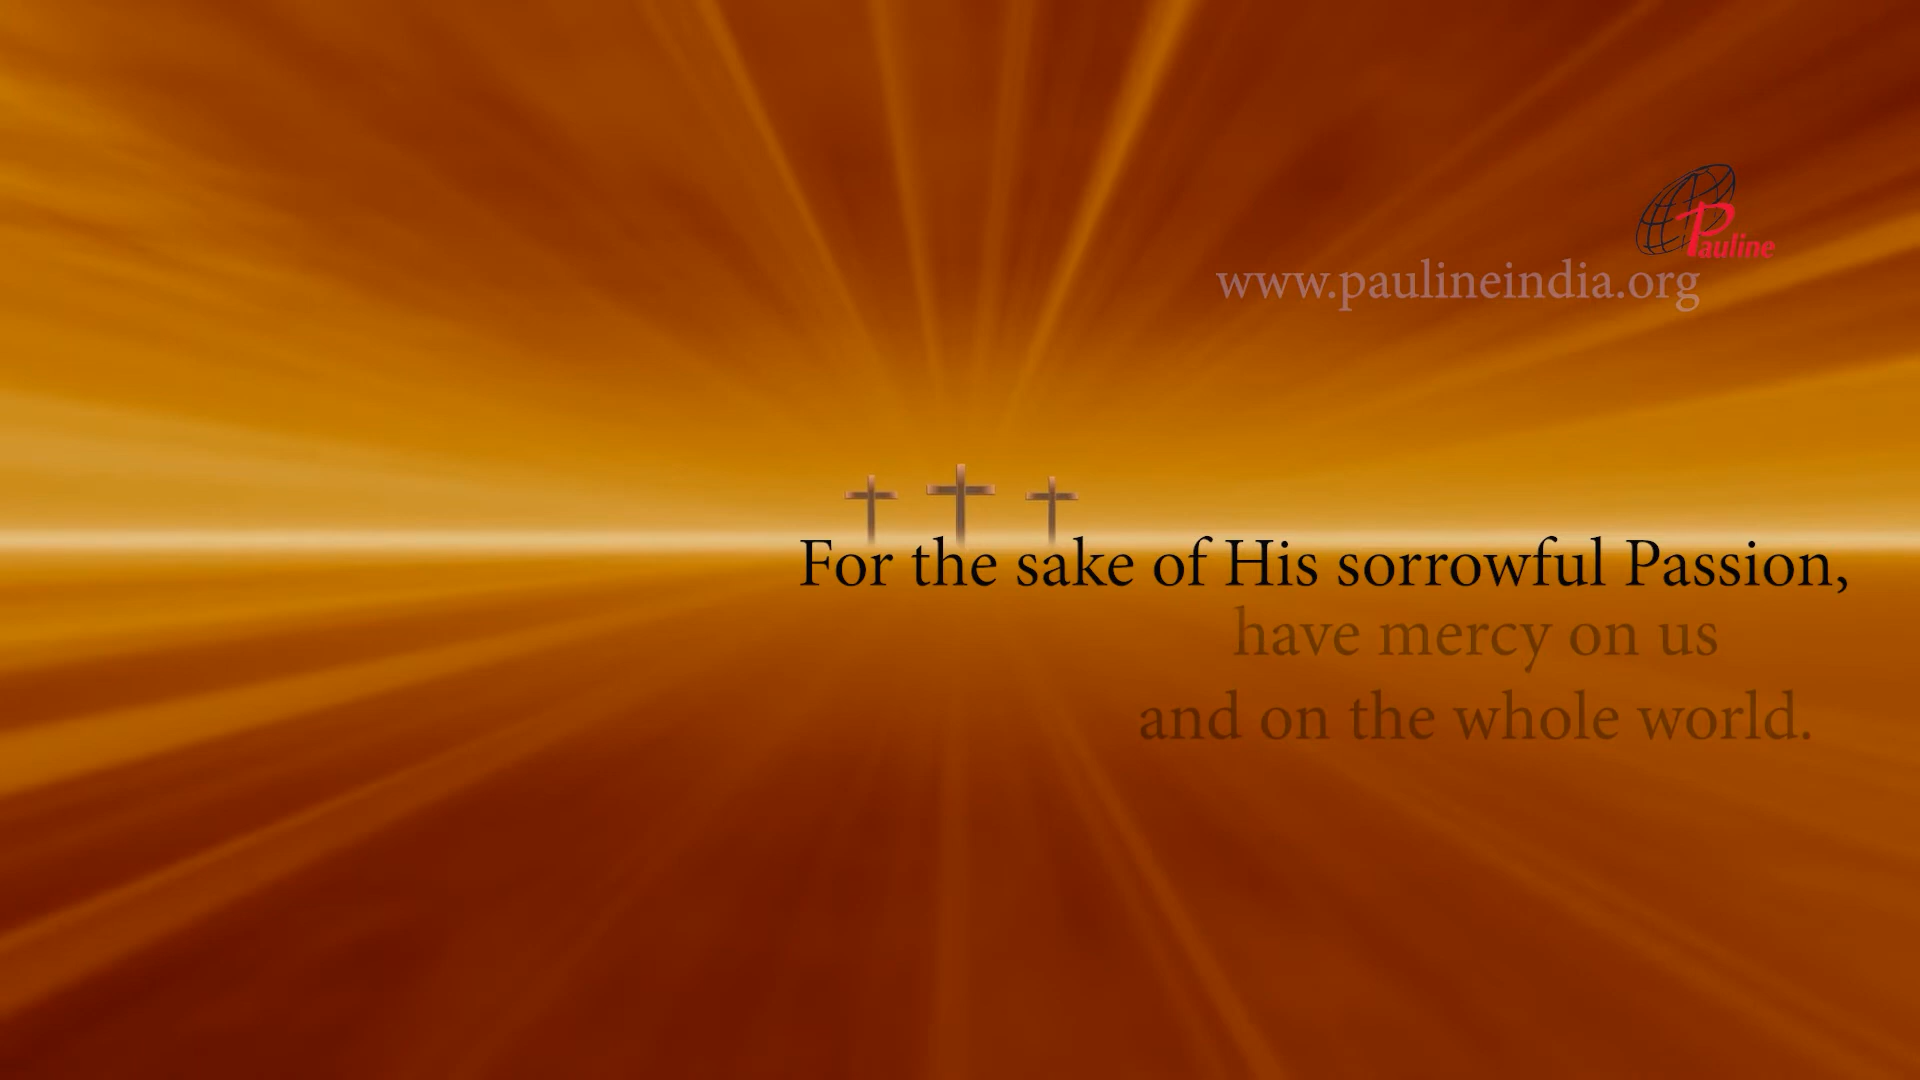 Pauline
www.paulineindia.org
For the sake of His sorrowful Passion,
have mercy on us
and on the whole world.